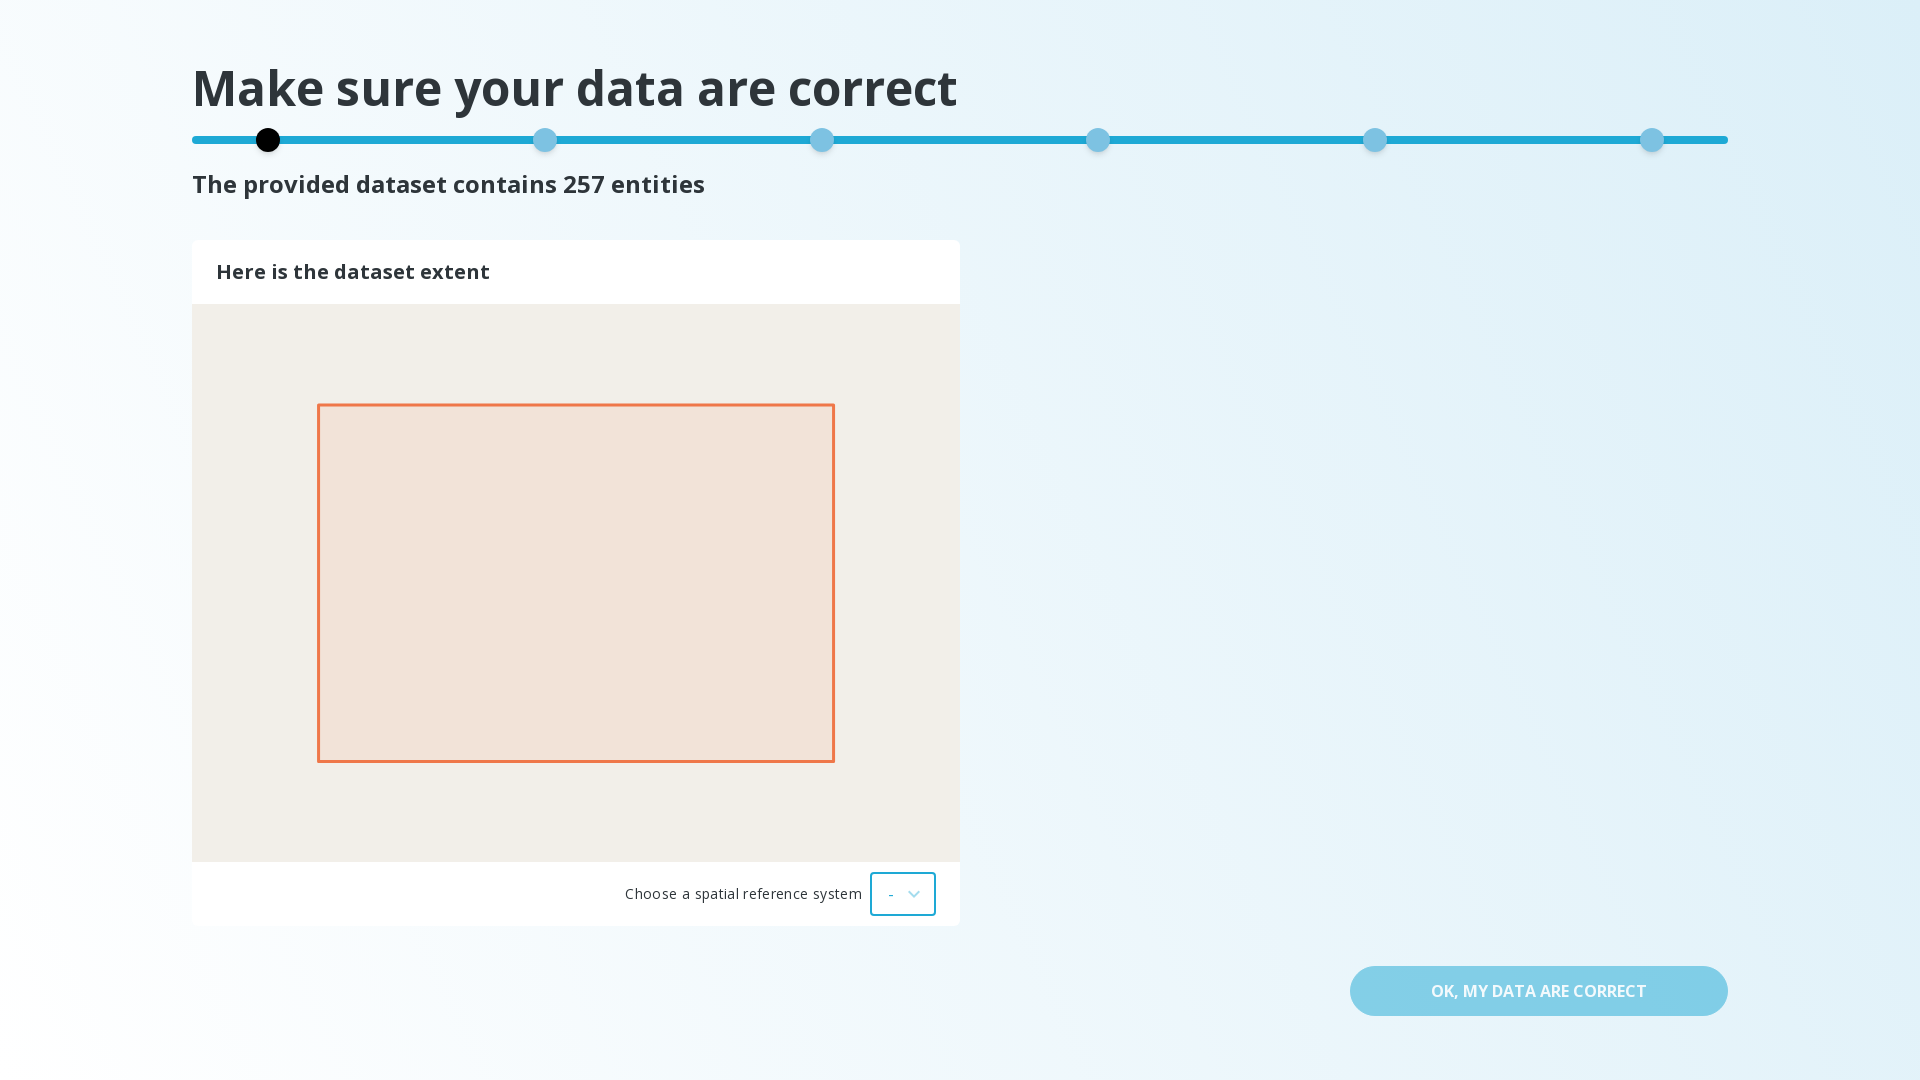 Make sure your data are correct
The provided dataset contains 257 entities
Here is the dataset extent
Choose a spatial reference system
-
OK, MY DATA ARE CORRECT